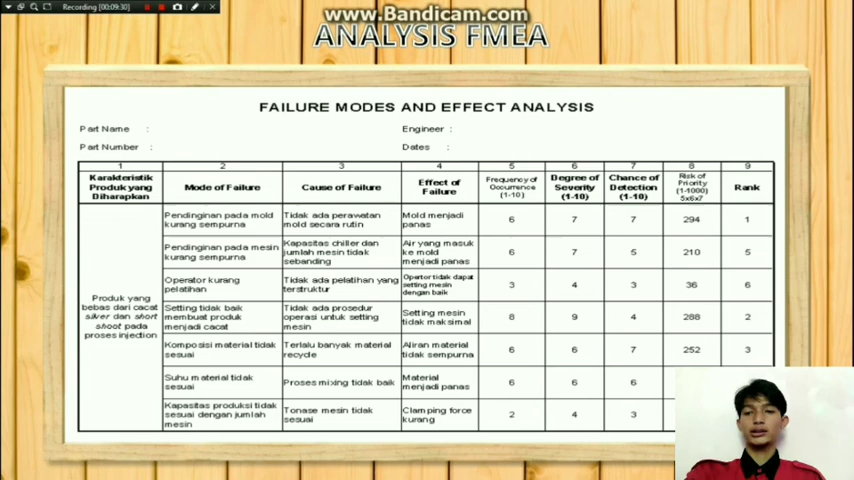 Recording [00:09:30]
www.Bandicam.com
ANALYSIS FMEA
FAILURE MODES AND EFFECT ANALYSIS
Part Name :
Engineer :
Part Number :
Dates :
1 2 3 4 5 6 7 8 9
Karakteristik Produk yang Diharapkan
Mode of Failure
Cause of Failure
Effect of Failure
Frequency of Occurrence (1-10)
Degree of Severity (1-10)
Chance of Detection (1-10)
Risk of Priority (1-1000) 5x6x7
Rank
Produk yang
bebas dari cacat
silver dan short
shoot pada
proses injection
Pendinginan pada mold kurang sempurna
Tidak ada perawatan mold secara rutin
Mold menjadi panas
6 7 7 294 1
Pendinginan pada mesin kurang sempurna
Kapasitas chiller dan jumlah mesin tidak sebanding
Air yang masuk ke mold menjadi panas
6 7 5 210 5
Operator kurang pelatihan
Tidak ada pelatihan yang terstruktur
Opertor tidak dapat setting mesin dengan baik
3 4 3 36 6
Setting tidak baik membuat produk menjadi cacat
Tidak ada prosedur operasi untuk setting mesin
Setting mesin tidak maksimal
8 9 4 288 2
Komposisi material tidak sesuai
Terlalu banyak material recycle
Aliran material tidak sempurna
6 6 7 252 3
Suhu material tidak sesuai
Proses mixing tidak baik
Material menjadi panas
6 6 6
Kapasitas produksi tidak sesuai dengan jumlah mesin
Tonase mesin tidak sesuai
Clamping force kurang
2 4 3